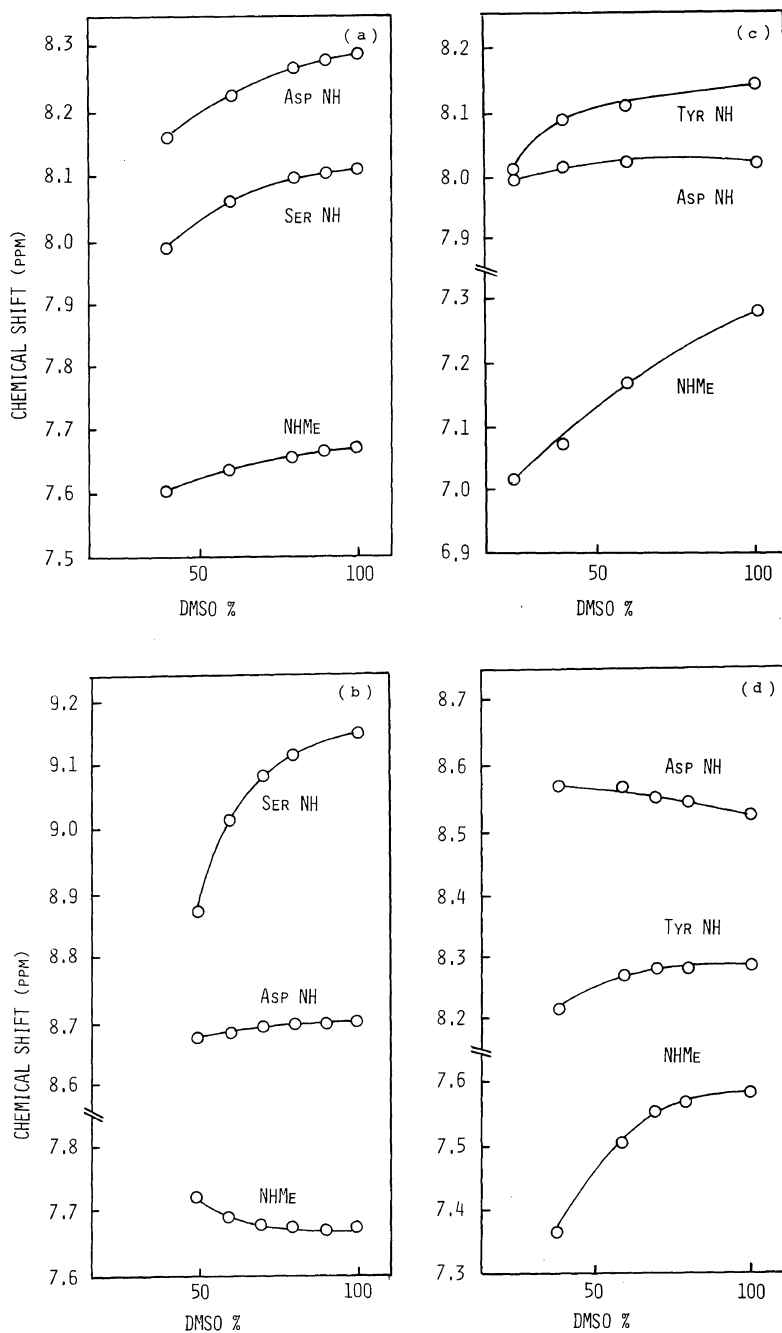 (a)
8.3
8.2
8.1
8.0
7.9
7.8
7.7
7.6
7.5
CHEMICAL SHIFT (PPM)
ASP NH
SER NH
NHME
50
100
DMSO %
(c)
8.2
8.1
8.0
7.9
7.3
7.2
7.1
7.0
6.9
TYR NH
ASP NH
NHME
50
100
DMSO %
(b)
9.2
9.1
9.0
8.9
8.8
8.7
8.6
7.8
7.7
7.6
CHEMICAL SHIFT (PPM)
SER NH
ASP NH
NHME
50
100
DMSO %
(d)
8.7
8.6
8.5
8.4
8.3
8.2
7.6
7.5
7.4
7.3
ASP NH
TYR NH
NHME
50
100
DMSO %